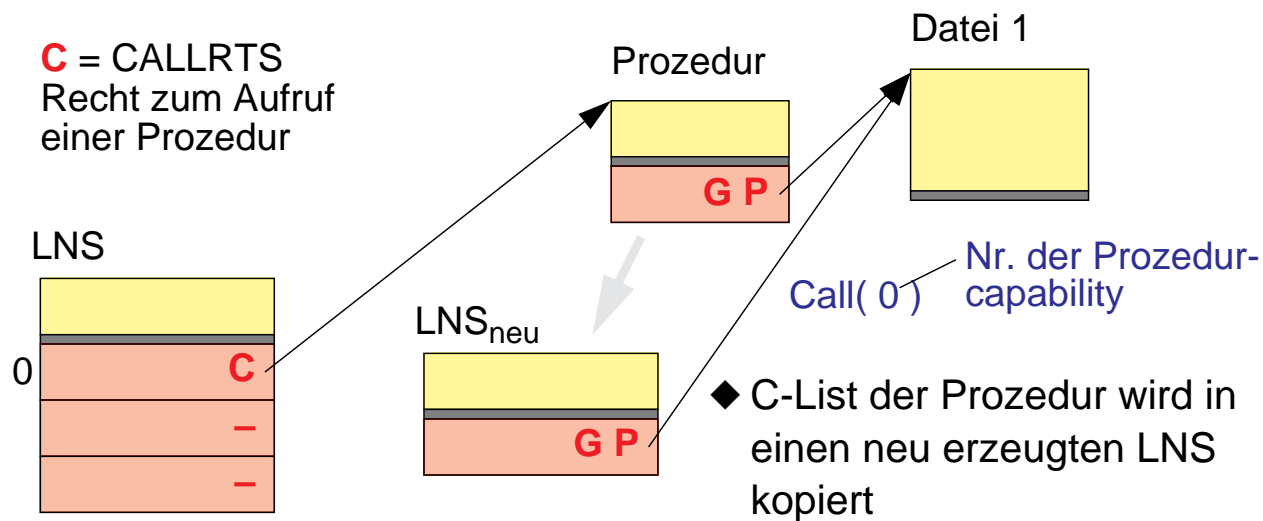 C = CALLRTS
Recht zum Aufruf
einer Prozedur
Prozedur
Datei 1
G P
LNS
0
C
–
–
LNSneu
G P
Call( 0 )
Nr. der Prozedur-
capability
◆ C-List der Prozedur wird in
einen neu erzeugten LNS
kopiert